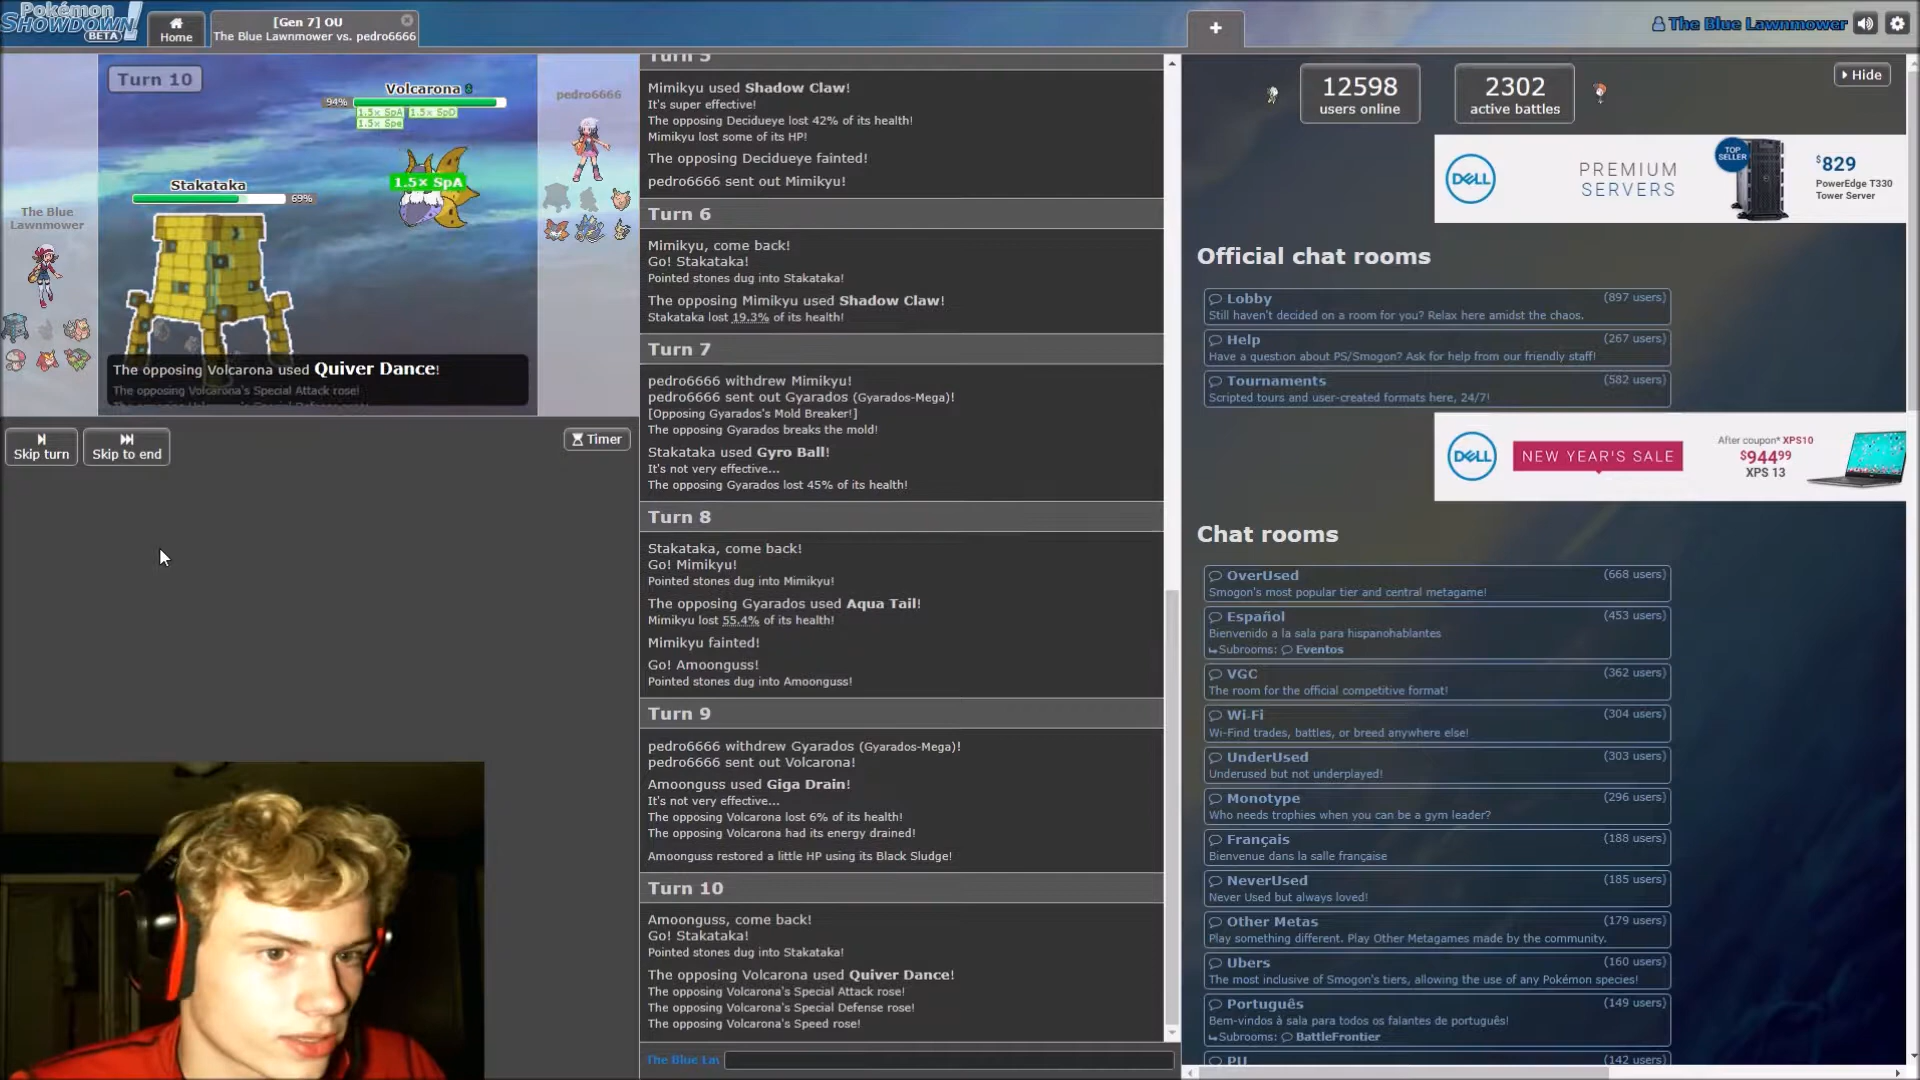 Pokémon
SHOWDOWN!
BETA
Home
[Gen 7] OU
The Blue Lawnmower vs. pedro6666
+
The Blue Lawnmower
Turn 10
Volcarona
94%
1.5× SpA 1.5× SpD
1.5× Spe
1.5× SpA
Stakataka
69%
The Blue
Lawnmower
pedro6666
The opposing Volcarona used Quiver Dance!
The opposing Volcarona's Special Attack rose!
Skip turn
Skip to end
Timer
Turn 5
Mimikyu used Shadow Claw!
It's super effective!
The opposing Decidueye lost 42% of its health!
Mimikyu lost some of its HP!
The opposing Decidueye fainted!
pedro6666 sent out Mimikyu!
Turn 6
Mimikyu, come back!
Go! Stakataka!
Pointed stones dug into Stakataka!
The opposing Mimikyu used Shadow Claw!
Stakataka lost 19.3% of its health!
Turn 7
pedro6666 withdrew Mimikyu!
pedro6666 sent out Gyarados (Gyarados-Mega)!
[Opposing Gyarados's Mold Breaker!]
The opposing Gyarados breaks the mold!
Stakataka used Gyro Ball!
It's not very effective...
The opposing Gyarados lost 45% of its health!
Turn 8
Stakataka, come back!
Go! Mimikyu!
Pointed stones dug into Mimikyu!
The opposing Gyarados used Aqua Tail!
Mimikyu lost 55.4% of its health!
Mimikyu fainted!
Go! Amoonguss!
Pointed stones dug into Amoonguss!
Turn 9
pedro6666 withdrew Gyarados (Gyarados-Mega)!
pedro6666 sent out Volcarona!
Amoonguss used Giga Drain!
It's not very effective...
The opposing Volcarona lost 6% of its health!
The opposing Volcarona had its energy drained!
Amoonguss restored a little HP using its Black Sludge!
Turn 10
Amoonguss, come back!
Go! Stakataka!
Pointed stones dug into Stakataka!
The opposing Volcarona used Quiver Dance!
The opposing Volcarona's Special Attack rose!
The opposing Volcarona's Special Defense rose!
The opposing Volcarona's Speed rose!
The Blue La
12598
users online
2302
active battles
Hide
TOP
SELLER
DELL
PREMIUM
SERVERS
$829
PowerEdge T330
Tower Server
Official chat rooms
Lobby (897 users)
Still haven't decided on a room for you? Relax here amidst the chaos.
Help (267 users)
Have a question about PS/Smogon? Ask for help from our friendly staff!
Tournaments (582 users)
Scripted tours and user-created formats here, 24/7!
DELL
NEW YEAR'S SALE
After coupon* XPS10
$944.99
XPS 13
Chat rooms
OverUsed (668 users)
Smogon's most popular tier and central metagame!
Español (453 users)
Bienvenido a la sala para hispanohablantes
Subrooms: Eventos
VGC (362 users)
The room for the official competitive format!
Wi-Fi (304 users)
Wi-Find trades, battles, or breed anywhere else!
UnderUsed (303 users)
Underused but not underplayed!
Monotype (296 users)
Who needs trophies when you can be a gym leader?
Français (188 users)
Bienvenue dans la salle française
NeverUsed (185 users)
Never Used but always loved!
Other Metas (179 users)
Play something different. Play Other Metagames made by the community.
Ubers (160 users)
The most inclusive of Smogon's tiers, allowing the use of any Pokémon species!
Português (149 users)
Bem-vindos à sala para todos os falantes de português!
Subrooms: BattleFrontier
PU (142 users)